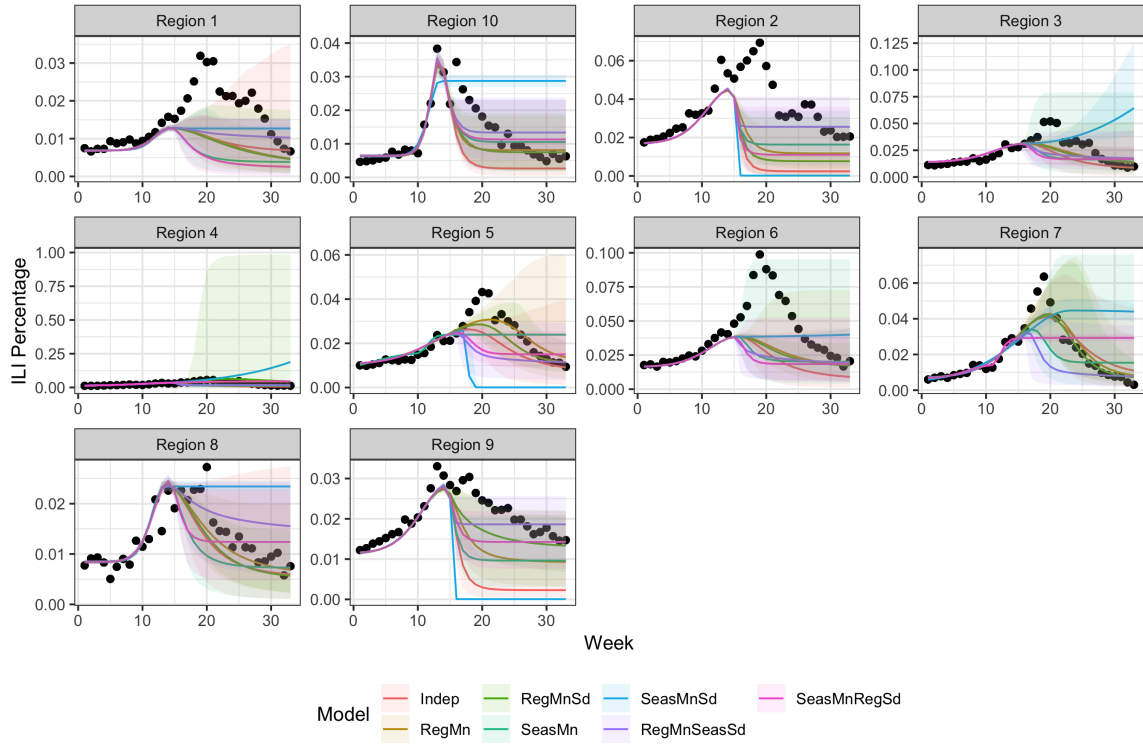 Region 1
Region 10
Region 2
Region 3
0.00
0.01
0.02
0.03
0 10 20 30
0.00
0.01
0.02
0.03
0.04
0 10 20 30
0.00
0.02
0.04
0.06
0 10 20 30
0.000
0.025
0.050
0.075
0.100
0.125
0 10 20 30
Region 4
Region 5
Region 6
Region 7
0.00
0.25
0.50
0.75
1.00
0 10 20 30
0.00
0.02
0.04
0.06
0 10 20 30
0.000
0.025
0.050
0.075
0.100
0 10 20 30
0.00
0.02
0.04
0.06
0 10 20 30
Region 8
Region 9
0.00
0.01
0.02
0 10 20 30
0.00
0.01
0.02
0.03
0 10 20 30
ILI Percentage
Week
Model
Indep
RegMnSd
SeasMnSd
SeasMnRegSd
RegMn
SeasMn
RegMnSeasSd